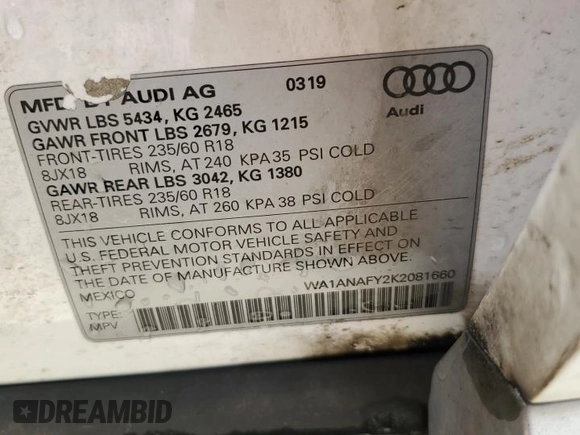 MFD BY AUDI AG 0319
GVWR LBS 5434, KG 2465
GAWR FRONT LBS 2679, KG 1215
FRONT-TIRES 235/60 R18
8JX18 RIMS, AT 240 KPA 35 PSI COLD
GAWR REAR LBS 3042, KG 1380
REAR-TIRES 235/60 R18
8JX18 RIMS, AT 260 KPA 38 PSI COLD
Audi
THIS VEHICLE CONFORMS TO ALL APPLICABLE
U.S. FEDERAL MOTOR VEHICLE SAFETY AND
THEFT PREVENTION STANDARDS IN EFFECT ON
THE DATE OF MANUFACTURE SHOWN ABOVE.
MEXICO WA1ANAFY2K2081660
TYPE:
MPV
DREAMBID